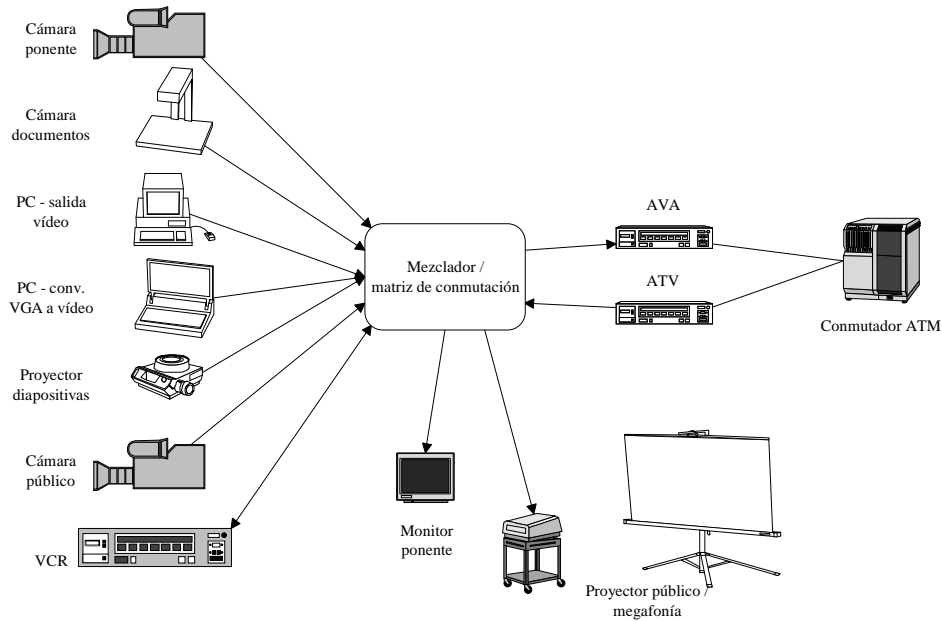 Cámara
ponente
Cámara
documentos
PC - salida
vídeo
PC - conv.
VGA a vídeo
Proyector
diapositivas
Cámara
público
VCR
Mezclador /
matriz de conmutación
AVA
ATV
Conmutador ATM
Monitor
ponente
Proyector público /
megafonía